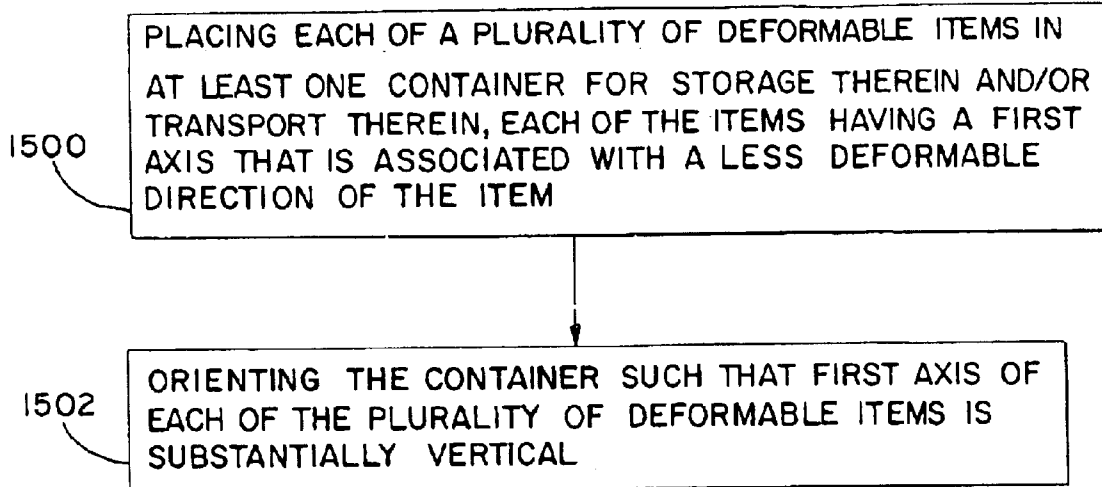 PLACING EACH OF A PLURALITY OF DEFORMABLE ITEMS IN
AT LEAST ONE CONTAINER FOR STORAGE THEREIN AND/OR
TRANSPORT THEREIN, EACH OF THE ITEMS HAVING A FIRST
AXIS THAT IS ASSOCIATED WITH A LESS DEFORMABLE
DIRECTION OF THE ITEM
1500
ORIENTING THE CONTAINER SUCH THAT FIRST AXIS OF
EACH OF THE PLURALITY OF DEFORMABLE ITEMS IS
SUBSTANTIALLY VERTICAL
1502